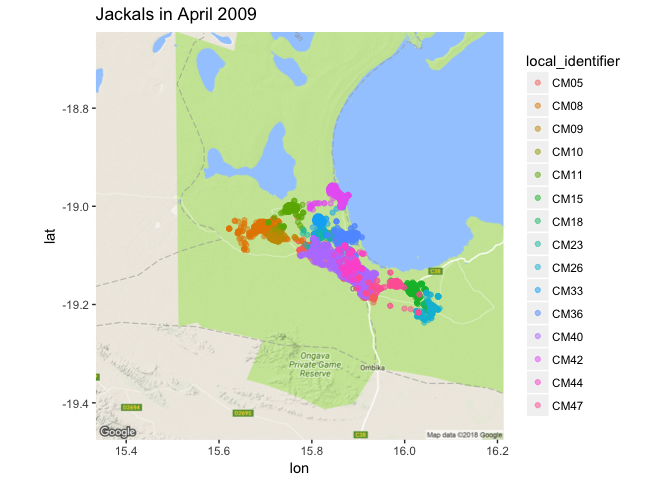 Jackals in April 2009
local_identifier
CM05
CM08
CM09
CM10
CM11
CM15
CM18
CM23
CM26
CM33
CM36
CM40
CM42
CM44
CM47
lat
-18.8
-19.0
-19.2
-19.4
C38
Ongava
Private Game
Reserve
Ombika
D2694
D2695
C38
Google
Map data ©2018 Google
15.4
15.6
15.8
16.0
16.2
lon